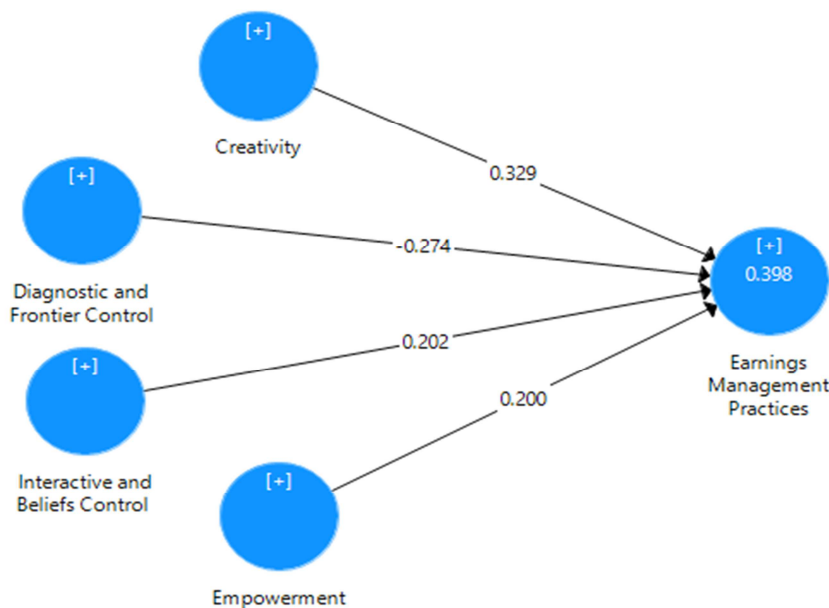 [+]
Creativity
0.329
[+]
Diagnostic and
Frontier Control
-0.274
[+]
0.398
Earnings
Management
Practices
[+]
Interactive and
Beliefs Control
0.202
0.200
[+]
Empowerment